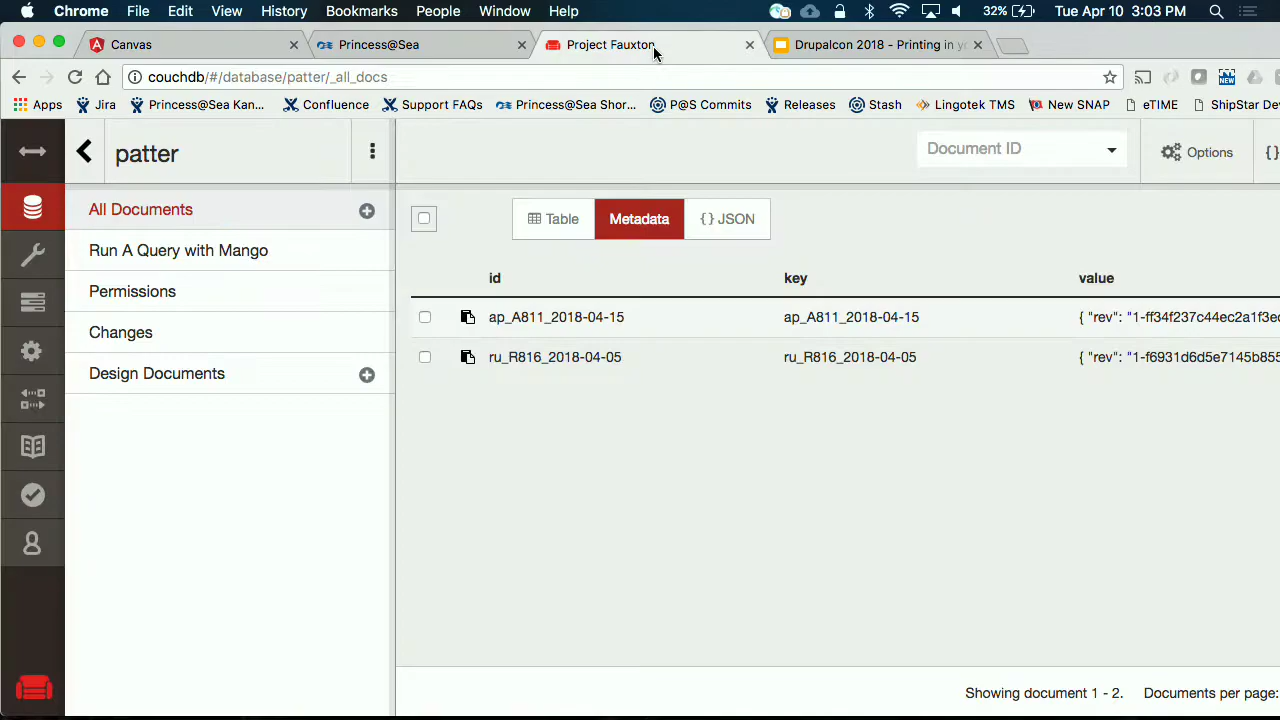 Chrome File Edit View History Bookmarks People Window Help 32% Tue Apr 10 3:03 PM
Canvas Princess@Sea Project Fauxton Drupalcon 2018 - Printing in y
couchdb/#/database/patter/_all_docs
Apps Jira Princess@Sea Kan... Confluence Support FAQs Princess@Sea Shor... P@S Commits Releases Stash Lingotek TMS New SNAP eTIME ShipStar De
patter
Document ID
Options
{}
All Documents
Run A Query with Mango
Permissions
Changes
Design Documents
Table Metadata {} JSON
id key value
ap_A811_2018-04-15 ap_A811_2018-04-15 { "rev": "1-ff34f237c44ec2a1f3e
ru_R816_2018-04-05 ru_R816_2018-04-05 { "rev": "1-f6931d6d5e7145b855
Showing document 1 - 2. Documents per page: